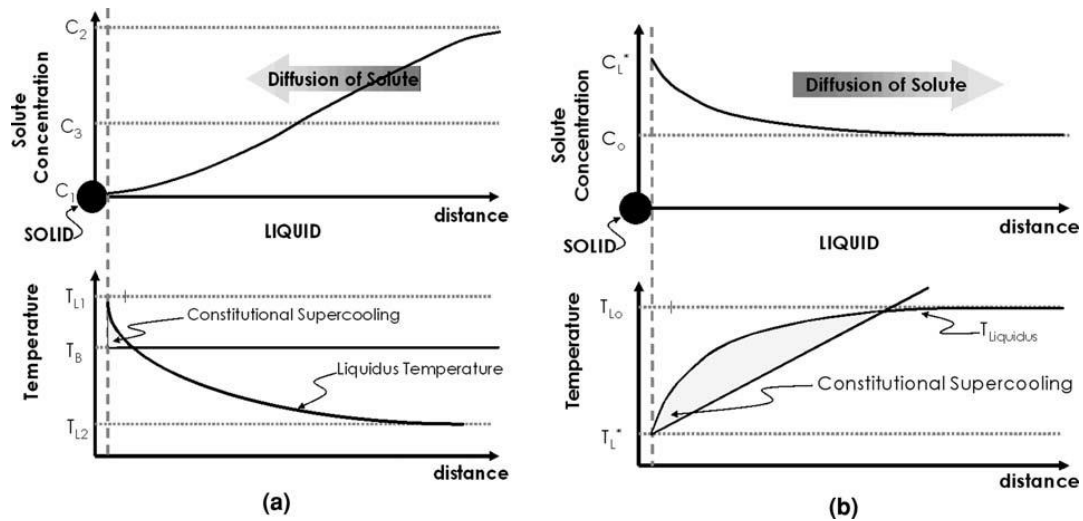 C2
Diffusion of Solute
Solute
Concentration
C3
C1
distance
SOLID
LIQUID
TL1
Constitutional Supercooling
TB
Temperature
Liquidus Temperature
TL2
distance
(a)
CL*
Diffusion of Solute
Solute
Concentration
Co
distance
SOLID
LIQUID
TLo
TLiquidus
Temperature
Constitutional Supercooling
TL*
distance
(b)